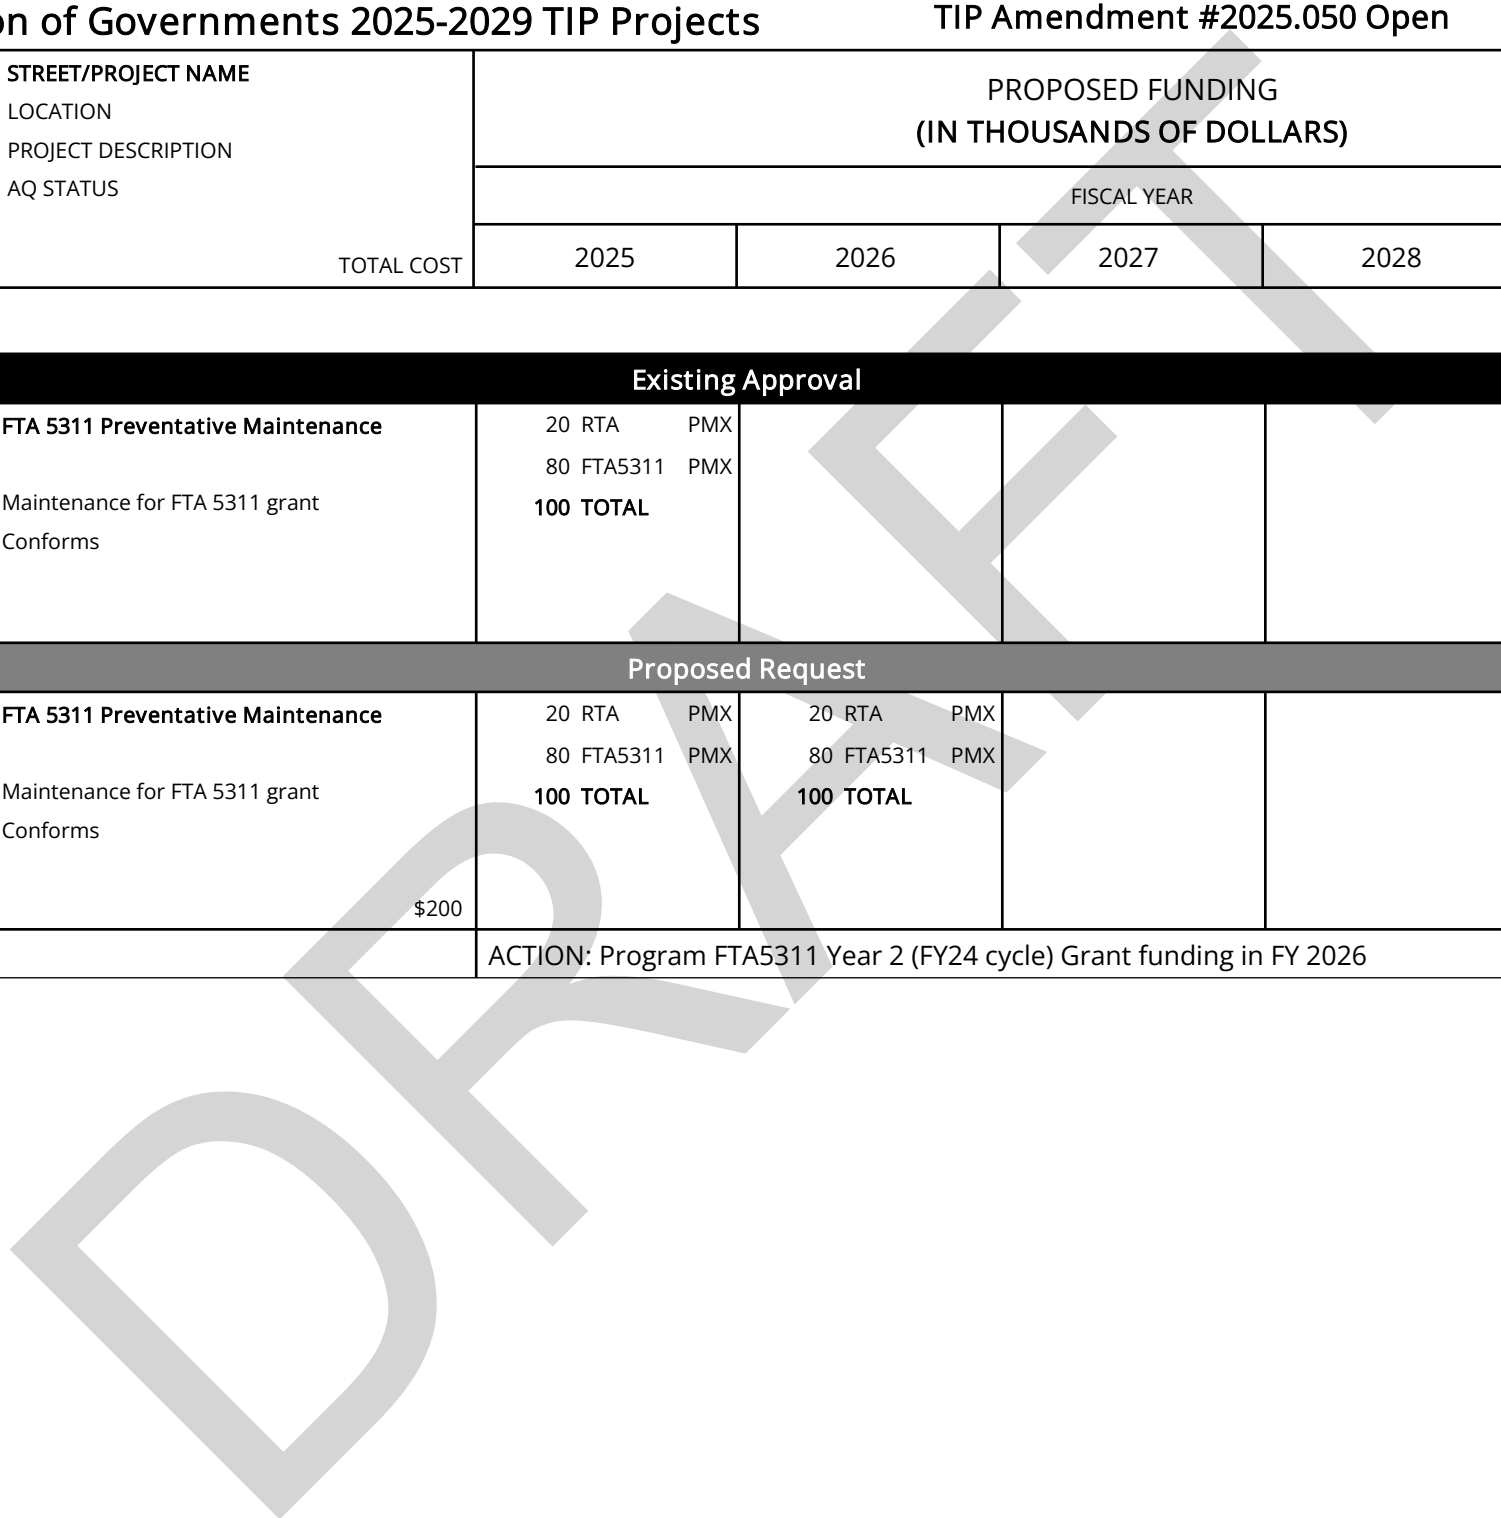 on of Governments 2025-2029 TIP Projects TIP Amendment #2025.050 Open
STREET/PROJECT NAME
LOCATION
PROJECT DESCRIPTION
AQ STATUS
TOTAL COST
PROPOSED FUNDING
(IN THOUSANDS OF DOLLARS)
FISCAL YEAR
2025 2026 2027 2028
Existing Approval
FTA 5311 Preventative Maintenance 20 RTA PMX
80 FTA5311 PMX
Maintenance for FTA 5311 grant 100 TOTAL
Conforms
Proposed Request
FTA 5311 Preventative Maintenance 20 RTA PMX 20 RTA PMX
80 FTA5311 PMX 80 FTA5311 PMX
Maintenance for FTA 5311 grant 100 TOTAL 100 TOTAL
Conforms
$200
ACTION: Program FTA5311 Year 2 (FY24 cycle) Grant funding in FY 2026
DRAFT